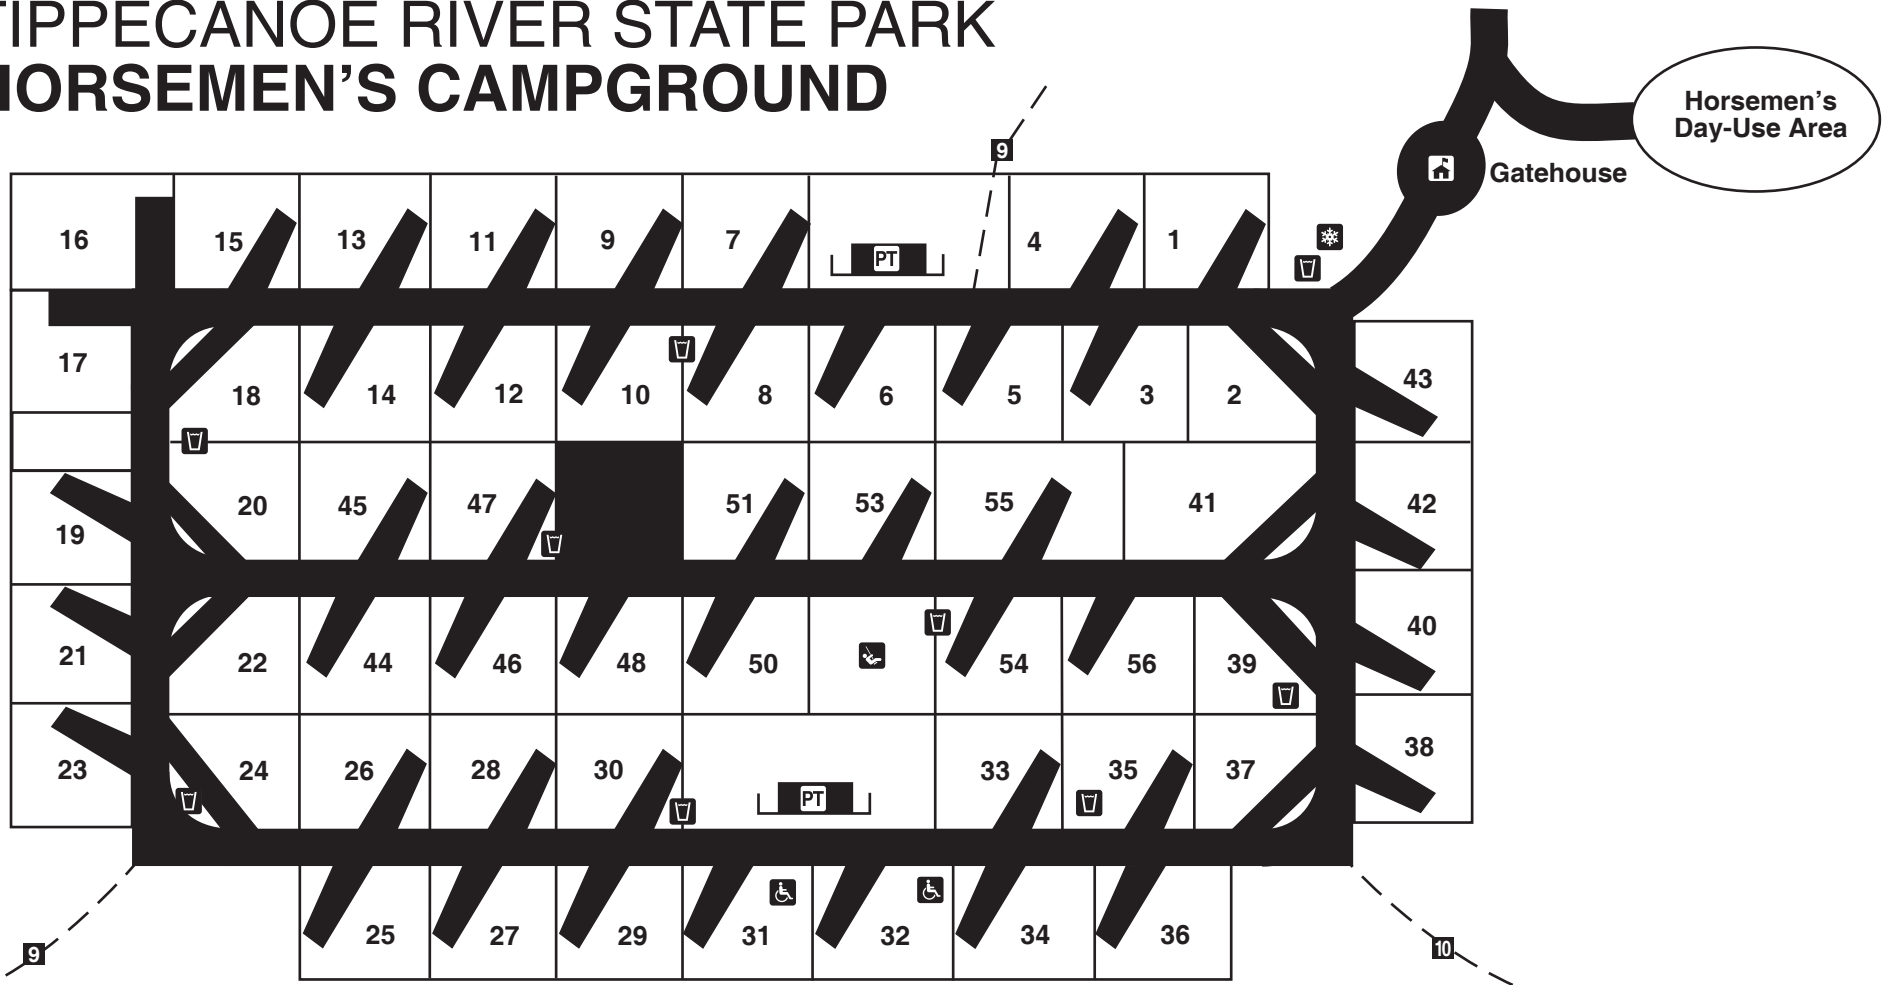 TIPPECANOE RIVER STATE PARK
HORSEMEN'S CAMPGROUND
Horsemen's
Day-Use Area
Gatehouse
9
16 15 13 11 9 7 PT 4 1
17 18 14 12 10 8 6 5 3 2 43
19 20 45 47 51 53 55 41 42
21 22 44 46 48 50 54 56 39 40
23 24 26 28 30 PT 33 35 37 38
25 27 29 31 32 34 36
9 10